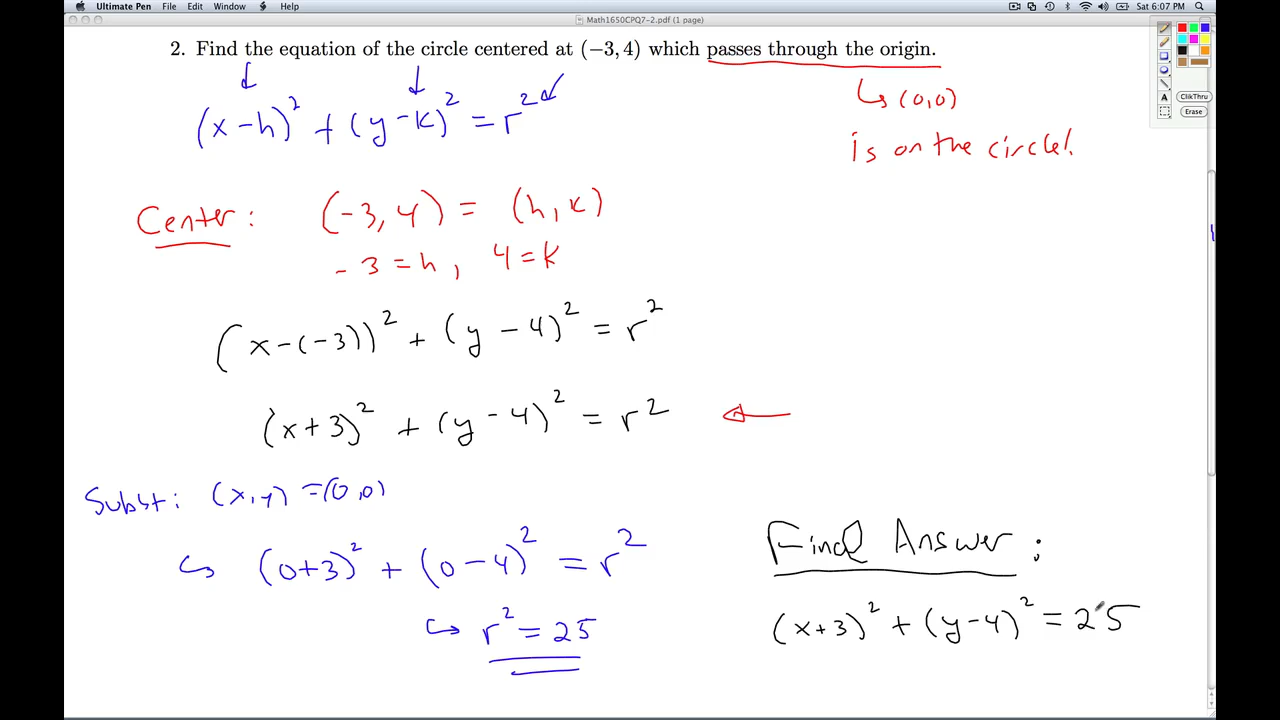 Ultimate Pen File Edit Window Help Sat 6:07 PM
Math1650CPQ7-2.pdf (1 page)
2. Find the equation of the circle centered at (−3, 4) which passes through the origin.
(x-h)² + (y-k)² = r²
↳ (0,0)
is on the circle!
Center: (-3, 4) = (h, k)
-3 = h, 4 = k
(x-(-3))² + (y-4)² = r²
(x+3)² + (y-4)² = r²
Subst: (x,y) = (0,0)
↳ (0+3)² + (0-4)² = r²
↳ r² = 25
Final Answer:
(x+3)² + (y-4)² = 25
A
ClikThru
Erase